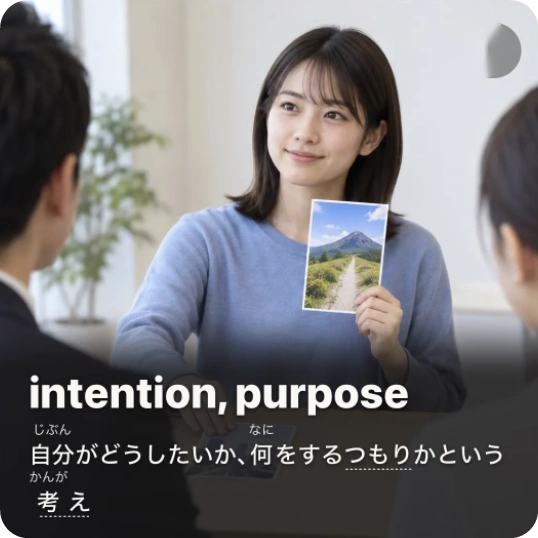 intention, purpose
じぶん なに
自分がどうしたいか、何をするつもりかという
かんが
考え